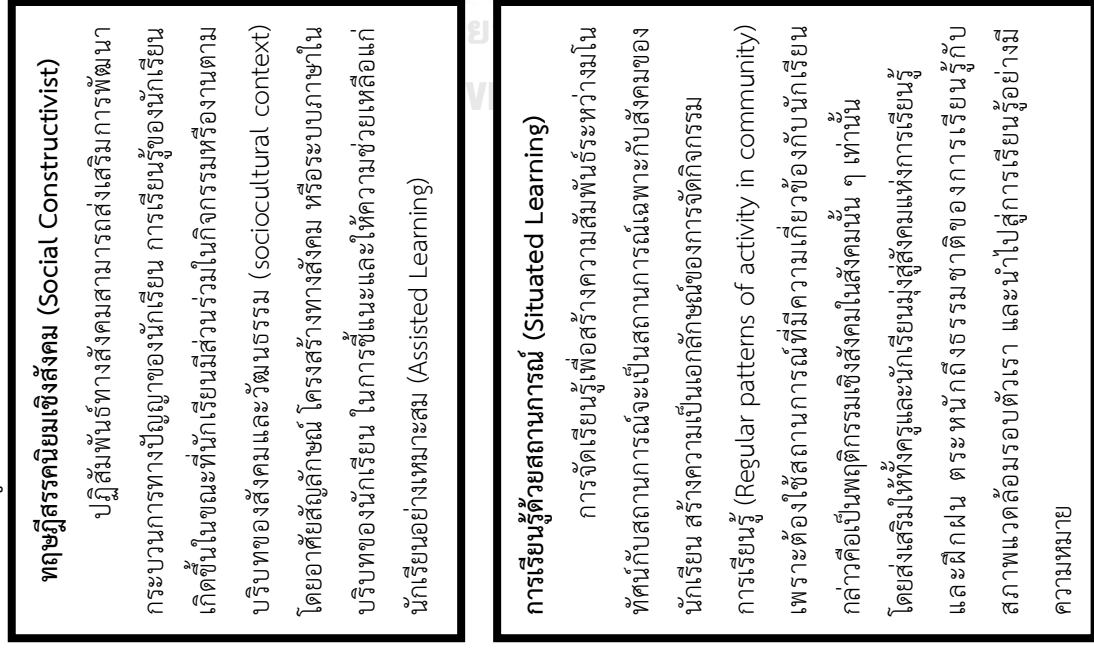 ทฤษฎีสรรคนิยมเชิงสังคม (Social Constructivist)
ปฏิสัมพันธ์ทางสังคมสามารถส่งเสริมการพัฒนา
กระบวนการทางปัญญาของนักเรียน การเรียนรู้ของนักเรียน
เกิดขึ้นในขณะที่นักเรียนมีส่วนร่วมในกิจกรรมหรืองานตาม
บริบทของสังคมและวัฒนธรรม (sociocultural context)
โดยอาศัยสัญลักษณ์ โครงสร้างทางสังคม หรือระบบภาษาใน
บริบทของนักเรียน ในการชี้แนะและให้ความช่วยเหลือแก่
นักเรียนอย่างเหมาะสม (Assisted Learning)
การเรียนรู้ด้วยสถานการณ์ (Situated Learning)
การจัดเรียนรู้เพื่อสร้างความสัมพันธ์ระหว่างมโน
ทัศน์กับสถานการณ์จะเป็นสถานการณ์เฉพาะกับสังคมของ
นักเรียน สร้างความเป็นเอกลักษณ์ของการจัดกิจกรรม
การเรียนรู้ (Regular patterns of activity in community)
เพราะต้องใช้สถานการณ์ที่มีความเกี่ยวข้องกับนักเรียน
กล่าวคือเป็นพฤติกรรมเชิงสังคมในสังคมนั้น ๆ เท่านั้น
โดยส่งเสริมให้ทั้งครูและนักเรียนมุ่งสู่สังคมแห่งการเรียนรู้
และฝึกฝน ตระหนักถึงธรรมชาติของการเรียนรู้กับ
สภาพแวดล้อมรอบตัวเรา และนำไปสู่การเรียนรู้อย่างมี
ความหมาย